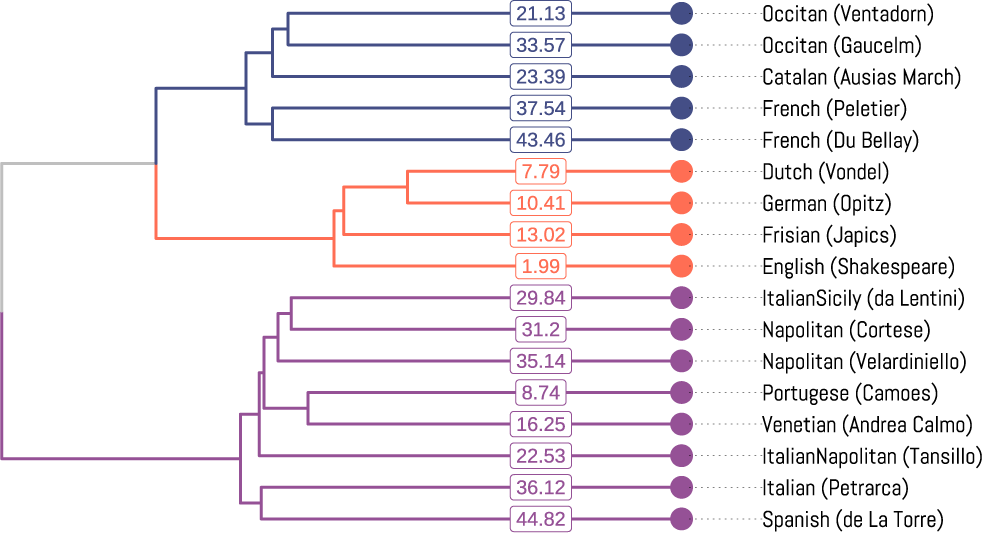 21.13 Occitan (Ventadorn)
33.57 Occitan (Gaucelm)
23.39 Catalan (Ausias March)
37.54 French (Peletier)
43.46 French (Du Bellay)
7.79 Dutch (Vondel)
10.41 German (Opitz)
13.02 Frisian (Japics)
1.99 English (Shakespeare)
29.84 ItalianSicily (da Lentini)
31.2 Napolitan (Cortese)
35.14 Napolitan (Velardiniello)
8.74 Portugese (Camoes)
16.25 Venetian (Andrea Calmo)
22.53 ItalianNapolitan (Tansillo)
36.12 Italian (Petrarca)
44.82 Spanish (de La Torre)